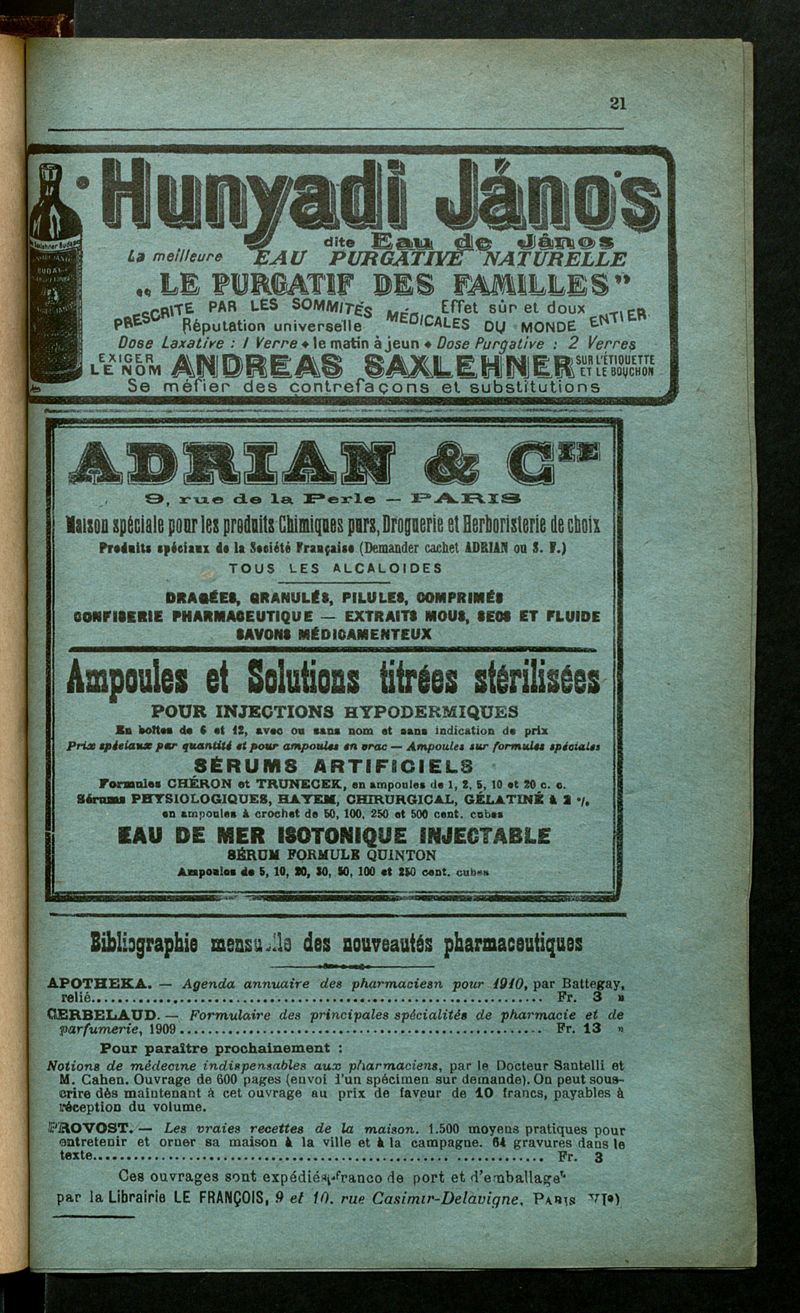 21
Hunyadi János
dite Eau de János
La meilleure EAU PURGATIVE NATURELLE
„ LE PURGATIF DES FAMILLES”
PRESCRITE PAR LES SOMMITÉS MÉDICALES DU MONDE ENTIER
Réputation universelle Effet sûr et doux
Dose Laxative : 1 Verre ♦ le matin à jeun ♦ Dose Purgative : 2 Verres
EXIGER LE NOM ANDREAS SAXLEHNER SUR L'ÉTIQUETTE ET LE BOUCHON
Se méfier des contrefaçons et substitutions
ADRIAN & CIE
9, rue de la Perle — PARIS
Maison spéciale pour les produits Chimiques purs, Droguerie et Herboristerie de choix
Produits spéciaux de la Société Française (Demander cachet ADRIAN ou S. F.)
TOUS LES ALCALOIDES
DRAGÉES, GRANULÉS, PILULES, COMPRIMÉS
CONFISERIE PHARMACEUTIQUE — EXTRAITS MOUS, SECS ET FLUIDE
SAVONS MÉDICAMENTEUX
Ampoules et Solutions titrées stérilisées
POUR INJECTIONS HYPODERMIQUES
En boîtes de 6 et 12, avec ou sans nom et sans indication de prix
Prix spéciaux par quantité et pour ampoules en vrac — Ampoules sur formules spéciales
SÉRUMS ARTIFICIELS
Formules CHÉRON et TRUNECEK, en ampoules de 1, 2, 5, 10 et 20 c. c.
Sérums PHYSIOLOGIQUES, HAYEM, CHIRURGICAL, GÉLATINÉ à 2 %
en ampoules à crochet de 50, 100, 250 et 500 cent. cubes
EAU DE MER ISOTONIQUE INJECTABLE
SÉRUM FORMULE QUINTON
Ampoules de 5, 10, 20, 30, 50, 100 et 250 cent. cubes
Bibliographie mensuelle des nouveautés pharmaceutiques
APOTHEKA. — Agenda annuaire des pharmaciesn pour 1910, par Battegay,
relié.... Fr. 3 »
CERBELAUD. — Formulaire des principales spécialités de pharmacie et de
parfumerie, 1909.... Fr. 13 »
Pour paraître prochainement :
Notions de médecine indispensables aux pharmaciens, par le Docteur Santelli et
M. Cahen. Ouvrage de 600 pages (envoi d'un spécimen sur demande). On peut sous-
crire dès maintenant à cet ouvrage au prix de faveur de 10 francs, payables à
réception du volume.
PROVOST. — Les vraies recettes de la maison. 1.500 moyens pratiques pour
entretenir et orner sa maison à la ville et à la campagne. 64 gravures dans le
texte.... Fr. 3
Ces ouvrages sont expédiés franco de port et d'emballage
par la Librairie LE FRANÇOIS, 9 et 10. rue Casimir-Delavigne, PARIS VIe)